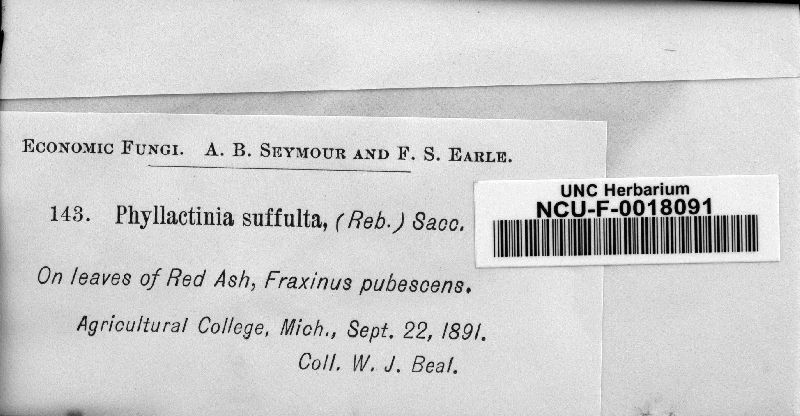 ECONOMIC FUNGI. A. B. SEYMOUR AND F. S. EARLE.
143. Phyllactinia suffulta, (Reb.) Sacc.
On leaves of Red Ash, Fraxinus pubescens.
Agricultural College, Mich., Sept. 22, 1891.
Coll. W. J. Beal.
UNC Herbarium
NCU-F-0018091